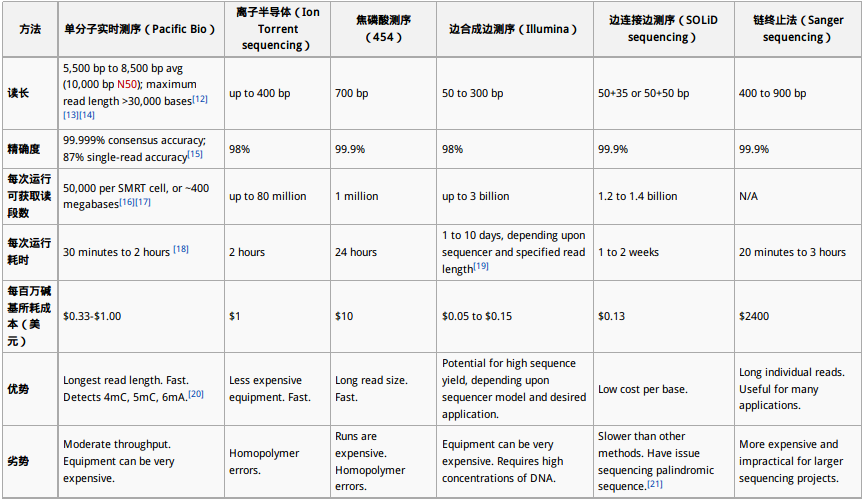 方法
单分子实时测序（Pacific Bio）
离子半导体（Ion
Torrent
sequencing）
焦磷酸测序
（454）
边合成边测序（Illumina）
边连接边测序（SOLiD
sequencing）
链终止法（Sanger
sequencing）
读长
5,500 bp to 8,500 bp avg
(10,000 bp N50); maximum
read length >30,000 bases[12]
[13][14]
up to 400 bp
700 bp
50 to 300 bp
50+35 or 50+50 bp
400 to 900 bp
精确度
99.999% consensus accuracy;
87% single-read accuracy[15]
98%
99.9%
98%
99.9%
99.9%
每次运行
可获取读
段数
50,000 per SMRT cell, or ~400
megabases[16][17]
up to 80 million
1 million
up to 3 billion
1.2 to 1.4 billion
N/A
每次运行
耗时
30 minutes to 2 hours [18]
2 hours
24 hours
1 to 10 days, depending upon
sequencer and specified read
length[19]
1 to 2 weeks
20 minutes to 3 hours
每百万碱
基所耗成
本（美
元）
$0.33-$1.00
$1
$10
$0.05 to $0.15
$0.13
$2400
优势
Longest read length. Fast.
Detects 4mC, 5mC, 6mA.[20]
Less expensive
equipment. Fast.
Long read size.
Fast.
Potential for high sequence
yield, depending upon
sequencer model and desired
application.
Low cost per base.
Long individual reads.
Useful for many
applications.
劣势
Moderate throughput.
Equipment can be very
expensive.
Homopolymer
errors.
Runs are
expensive.
Homopolymer
errors.
Equipment can be very
expensive. Requires high
concentrations of DNA.
Slower than other
methods. Have issue
sequencing palindromic
sequence.[21]
More expensive and
impractical for larger
sequencing projects.